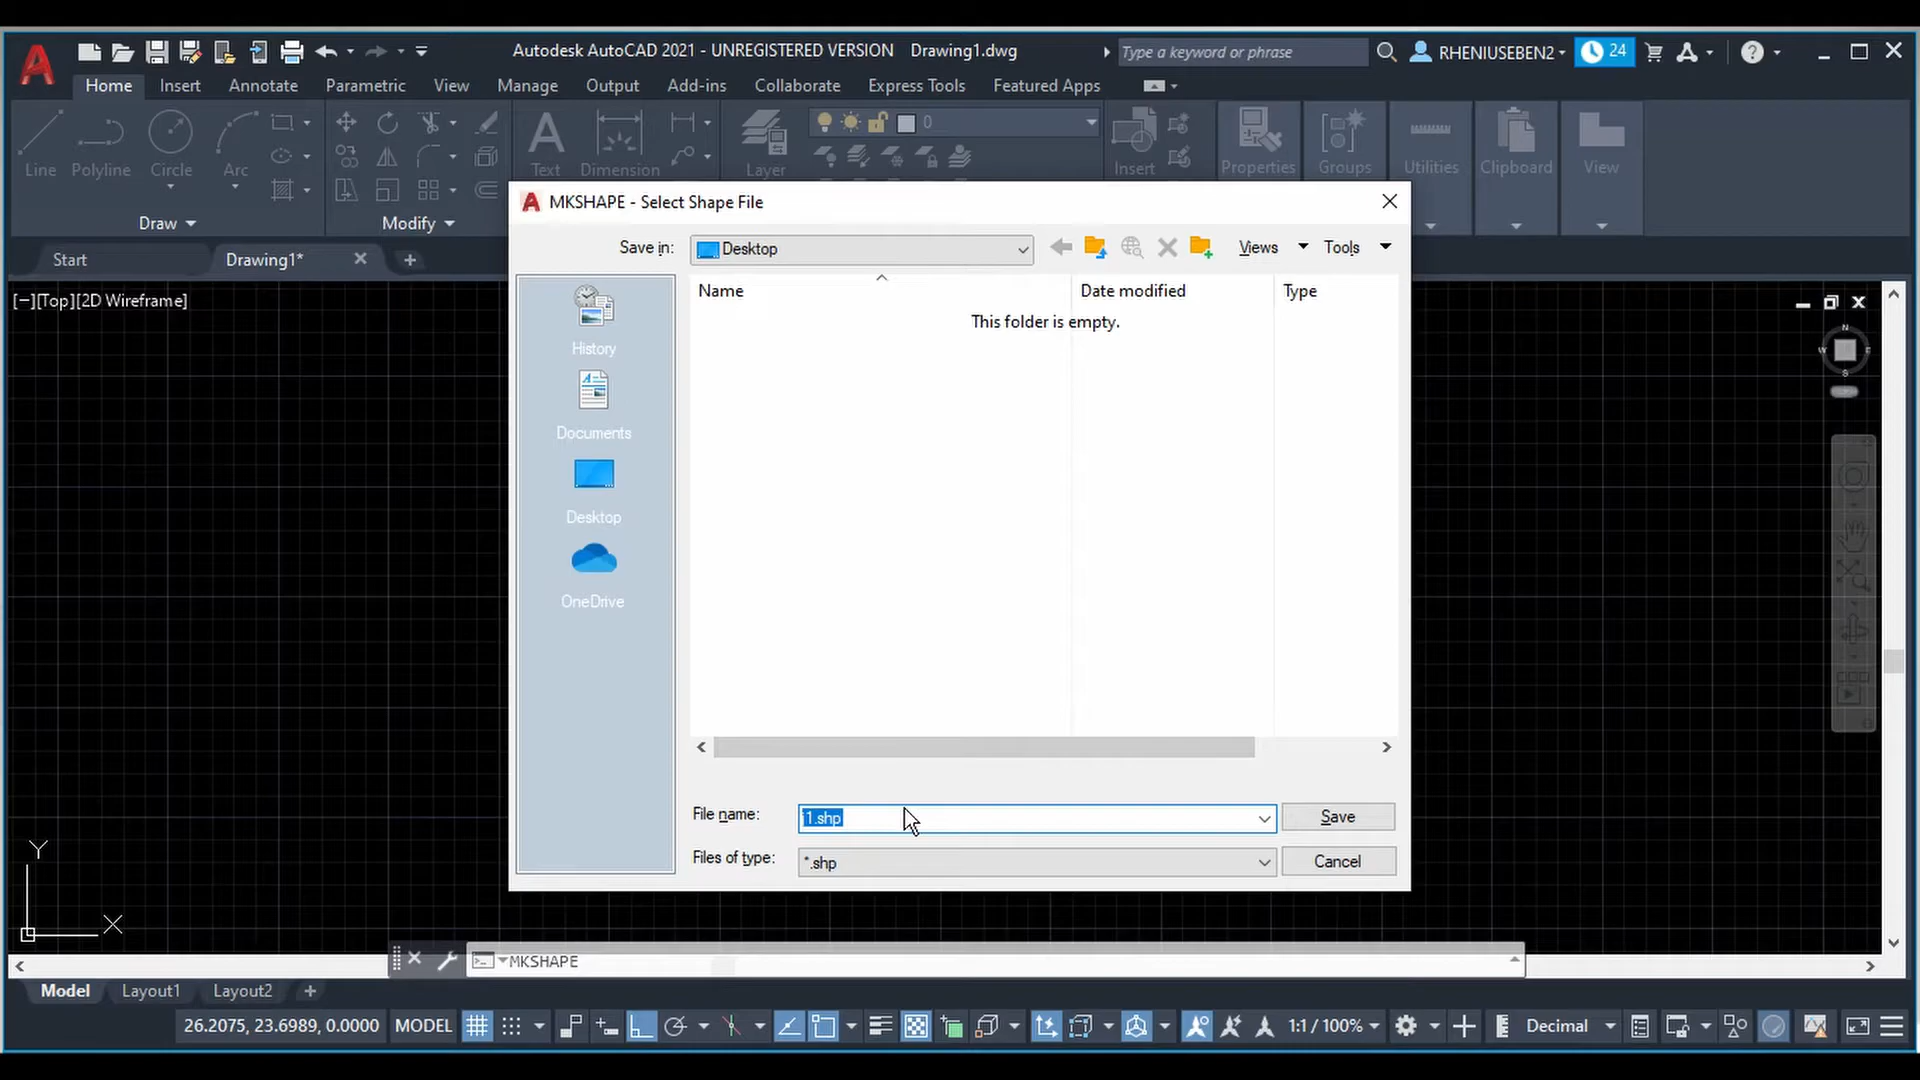 Autodesk AutoCAD 2021 - UNREGISTERED VERSION Drawing1.dwg Type a keyword or phrase RHENIUSEBEN2 24
Home Insert Annotate Parametric View Manage Output Add-ins Collaborate Express Tools Featured Apps
0
Line Polyline Circle Arc Text Dimension Layer Insert Properties Groups Utilities Clipboard View
Draw Modify
Start Drawing1* +
[−][Top][2D Wireframe]
MKSHAPE - Select Shape File
Save in: Desktop Views Tools
Name Date modified Type
This folder is empty.
History
Documents
Desktop
OneDrive
File name: 1.shp Save
Files of type: *.shp Cancel
N
W
S
Y
X
MKSHAPE
Model Layout1 Layout2 +
26.2075, 23.6989, 0.0000 MODEL 1:1 / 100% Decimal